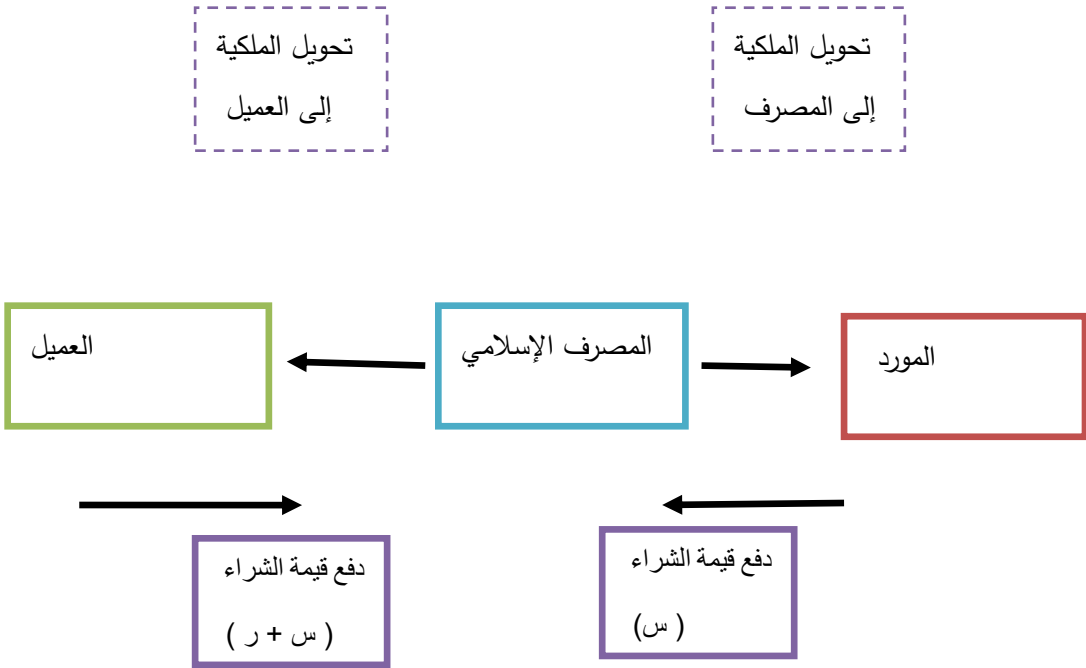 تحويل الملكية
إلى المصرف
تحويل الملكية
إلى العميل
المورد
المصرف الإسلامي
العميل
دفع قيمة الشراء
(س )
دفع قيمة الشراء
( س + ر )